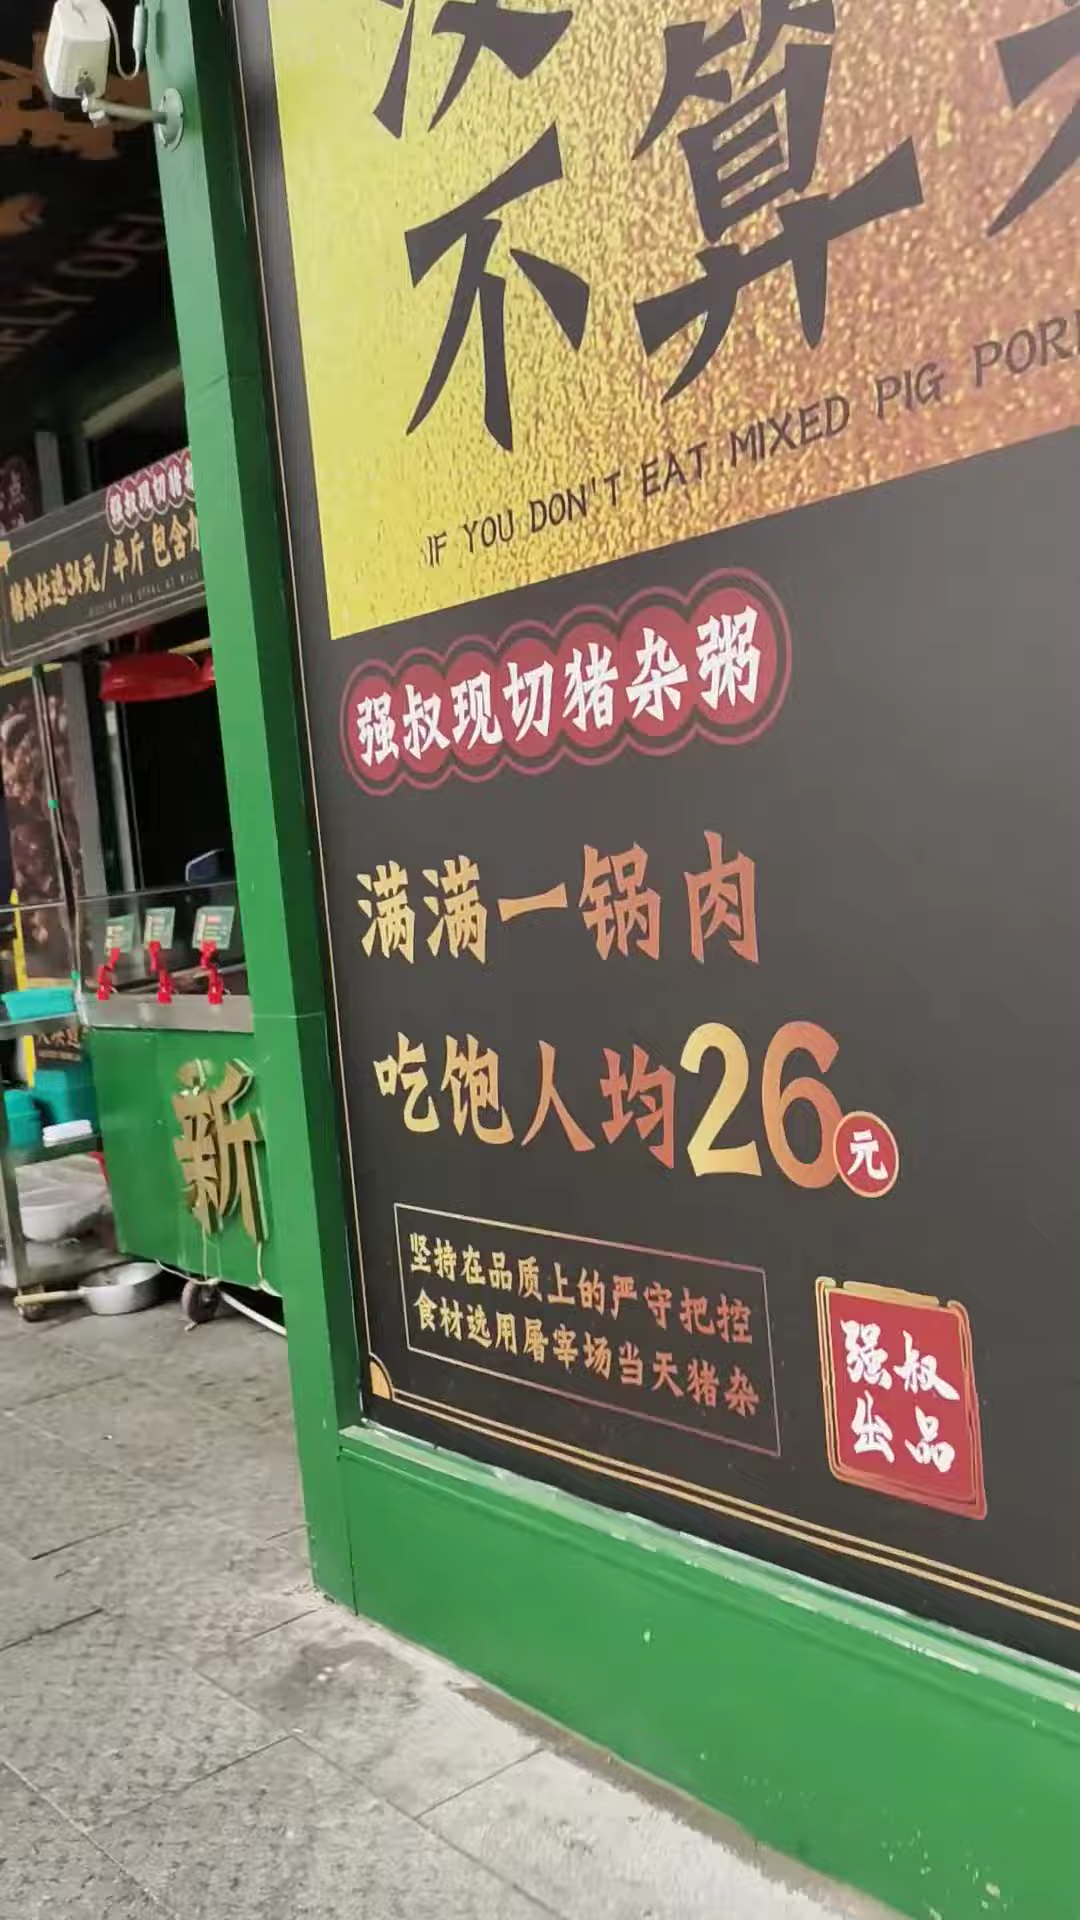 不算
IF YOU DON'T EAT MIXED PIG
强叔现切猪杂粥
满满一锅肉
吃饱人均26元
坚持在品质上的严守把控
食材选用屠宰场当天猪杂
强叔
出品
强叔现切猪
猪杂任选34元/半斤 包含
新